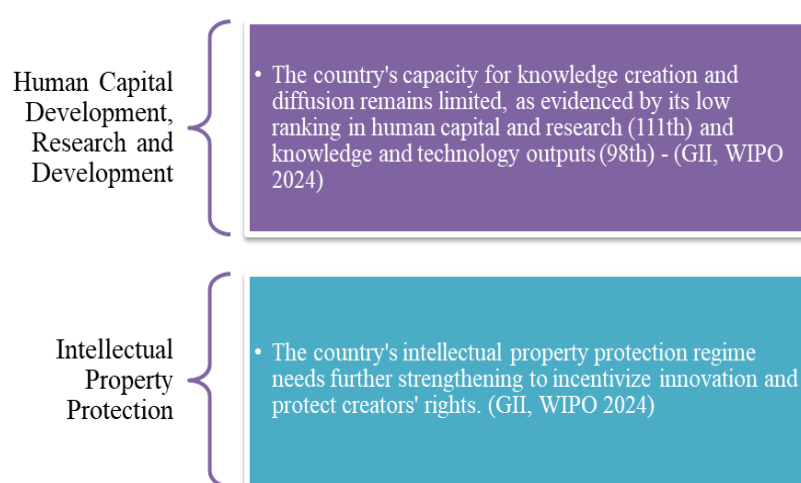 Human Capital
Development,
Research and
Development
• The country's capacity for knowledge creation and
diffusion remains limited, as evidenced by its low
ranking in human capital and research (111th) and
knowledge and technology outputs (98th) - (GII, WIPO
2024)
Intellectual
Property
Protection
• The country's intellectual property protection regime
needs further strengthening to incentivize innovation and
protect creators' rights. (GII, WIPO 2024)